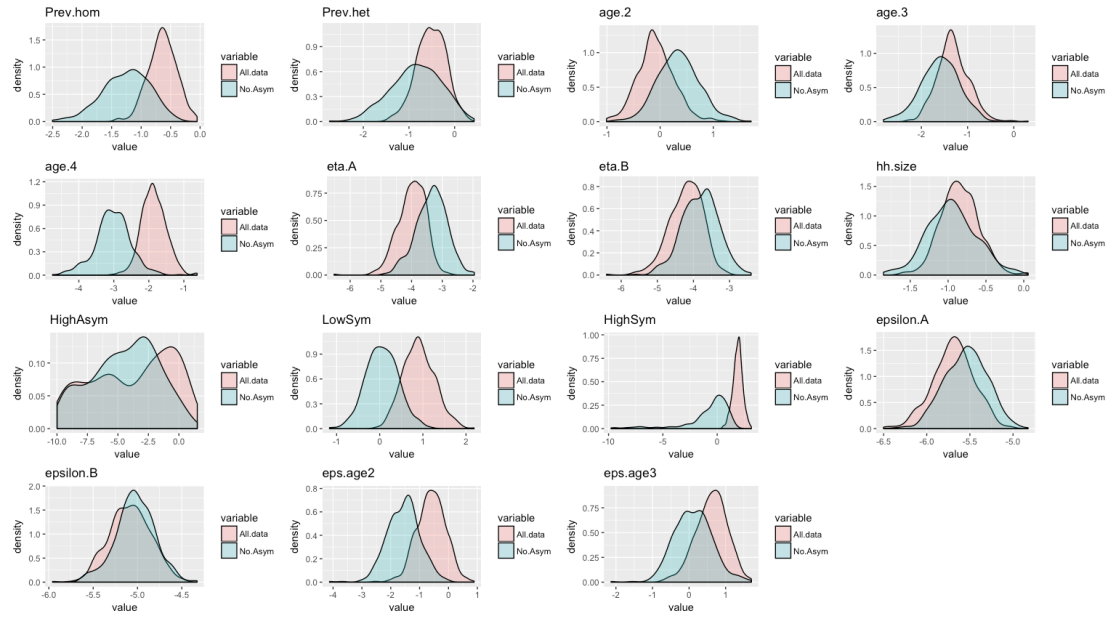 Prev.hom
density
1.5
1.0
0.5
0.0
-2.5 -2.0 -1.5 -1.0 -0.5 0.0
value
variable
All.data
No.Asym
Prev.het
density
0.9
0.6
0.3
0.0
-2 -1 0
value
variable
All.data
No.Asym
age.2
density
1.0
0.5
0.0
-1 0 1
value
variable
All.data
No.Asym
age.3
density
1.0
0.5
0.0
-2 -1 0
value
variable
All.data
No.Asym
age.4
density
1.2
0.9
0.6
0.3
0.0
-4 -3 -2 -1
value
variable
All.data
No.Asym
eta.A
density
0.75
0.50
0.25
0.00
-6 -5 -4 -3 -2
value
variable
All.data
No.Asym
eta.B
density
0.8
0.6
0.4
0.2
0.0
-6 -5 -4 -3
value
variable
All.data
No.Asym
hh.size
density
1.5
1.0
0.5
0.0
-1.5 -1.0 -0.5 0.0
value
variable
All.data
No.Asym
HighAsym
density
0.10
0.05
0.00
-10.0 -7.5 -5.0 -2.5 0.0
value
variable
All.data
No.Asym
LowSym
density
0.9
0.6
0.3
0.0
-1 0 1 2
value
variable
All.data
No.Asym
HighSym
density
1.00
0.75
0.50
0.25
0.00
-10 -5 0
value
variable
All.data
No.Asym
epsilon.A
density
1.5
1.0
0.5
0.0
-6.5 -6.0 -5.5 -5.0
value
variable
All.data
No.Asym
epsilon.B
density
2.0
1.5
1.0
0.5
0.0
-6.0 -5.5 -5.0 -4.5
value
variable
All.data
No.Asym
eps.age2
density
0.8
0.6
0.4
0.2
0.0
-4 -3 -2 -1 0 1
value
variable
All.data
No.Asym
eps.age3
density
0.75
0.50
0.25
0.00
-2 -1 0 1
value
variable
All.data
No.Asym